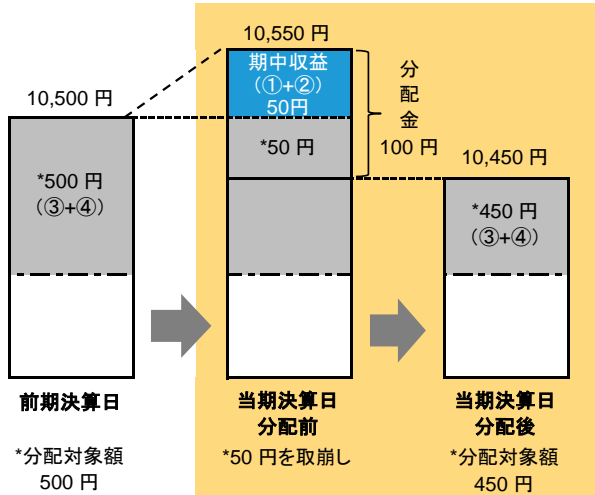 10,550 円
期中収益
(①+②)
50円
分
配
金
100 円
10,500 円
*50 円
10,450 円
*500 円
(③+④)
*450 円
(③+④)
前期決算日
当期決算日
分配前
当期決算日
分配後
*分配対象額
500 円
*50 円を取崩し
*分配対象額
450 円